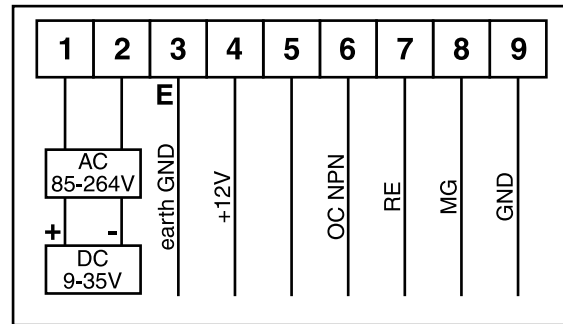 1 2 3 4 5 6 7 8 9
E
AC
85-264V
+ -
DC
9-35V
earth GND
+12V
OC NPN
RE
MG
GND